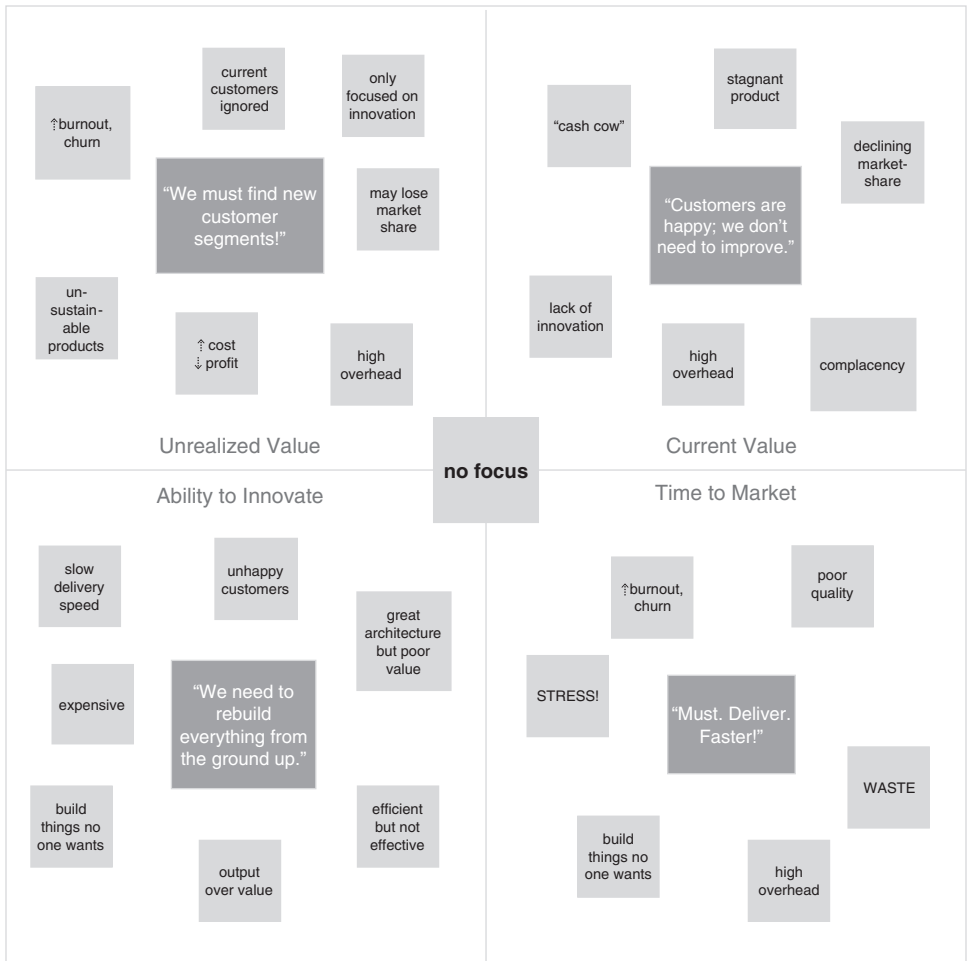 current
customers
ignored
only
focused on
innovation
⇡burnout,
churn
“We must find new
customer
segments!”
may lose
market
share
un-
sustain-
able
products
⇡ cost
⇣ profit
high
overhead
Unrealized Value
stagnant
product
“cash cow”
declining
market-
share
“Customers are
happy; we don’t
need to improve.”
lack of
innovation
high
overhead
complacency
Current Value
no focus
Ability to Innovate
slow
delivery
speed
unhappy
customers
great
architecture
but poor
value
expensive
“We need to
rebuild
everything from
the ground up.”
build
things no
one wants
efficient
but not
effective
output
over value
Time to Market
⇡burnout,
churn
poor
quality
STRESS!
“Must. Deliver.
Faster!”
WASTE
build
things no
one wants
high
overhead